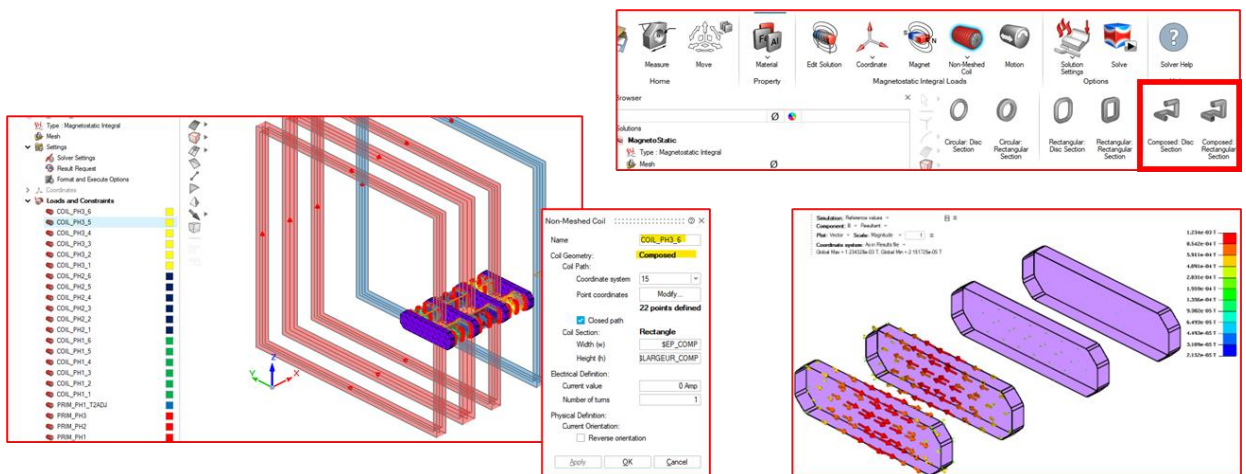 Measure
Move
Material
Edit Solution
Coordinate
Magnet
Non-Meshed Coil
Motion
Solution Settings
Solve
Solver Help
Home
Property
Magnetostatic Integral Loads
Options
Browser
Solutions
MagnetoStatic
Type : Magnetostatic Integral
Mesh
Circular: Disc Section
Circular: Rectangular Section
Rectangular: Disc Section
Rectangular: Rectangular Section
Composed: Disc Section
Composed: Rectangular Section
Type : Magnetostatic Integral
Mesh
Settings
Solver Settings
Result Request
Format and Execute Options
Coordinates
Loads and Constraints
COIL_PH3_6
COIL_PH3_5
COIL_PH3_4
COIL_PH3_3
COIL_PH3_2
COIL_PH3_1
COIL_PH2_6
COIL_PH2_5
COIL_PH2_4
COIL_PH2_3
COIL_PH2_2
COIL_PH2_1
COIL_PH1_6
COIL_PH1_5
COIL_PH1_4
COIL_PH1_3
COIL_PH1_2
COIL_PH1_1
PRIM_PH1_T2ADJ
PRIM_PH3
PRIM_PH2
PRIM_PH1
Z
Y
X
Non-Meshed Coil
Name COIL_PH3_6
Coil Geometry: Composed
Coil Path:
Coordinate system 15
Point coordinates Modify...
22 points defined
Closed path
Coil Section: Rectangle
Width (w) $EP_COMP
Height (h) $LARGEUR_COMP
Electrical Definition:
Current value 0 Amp
Number of turns 1
Physical Definition:
Current Orientation:
Reverse orientation
Apply OK Cancel
Simulation: Reference values
Component: B Resultant
Plot: Vector Scale: Magnitude 1
Coordinate system: As in Results file